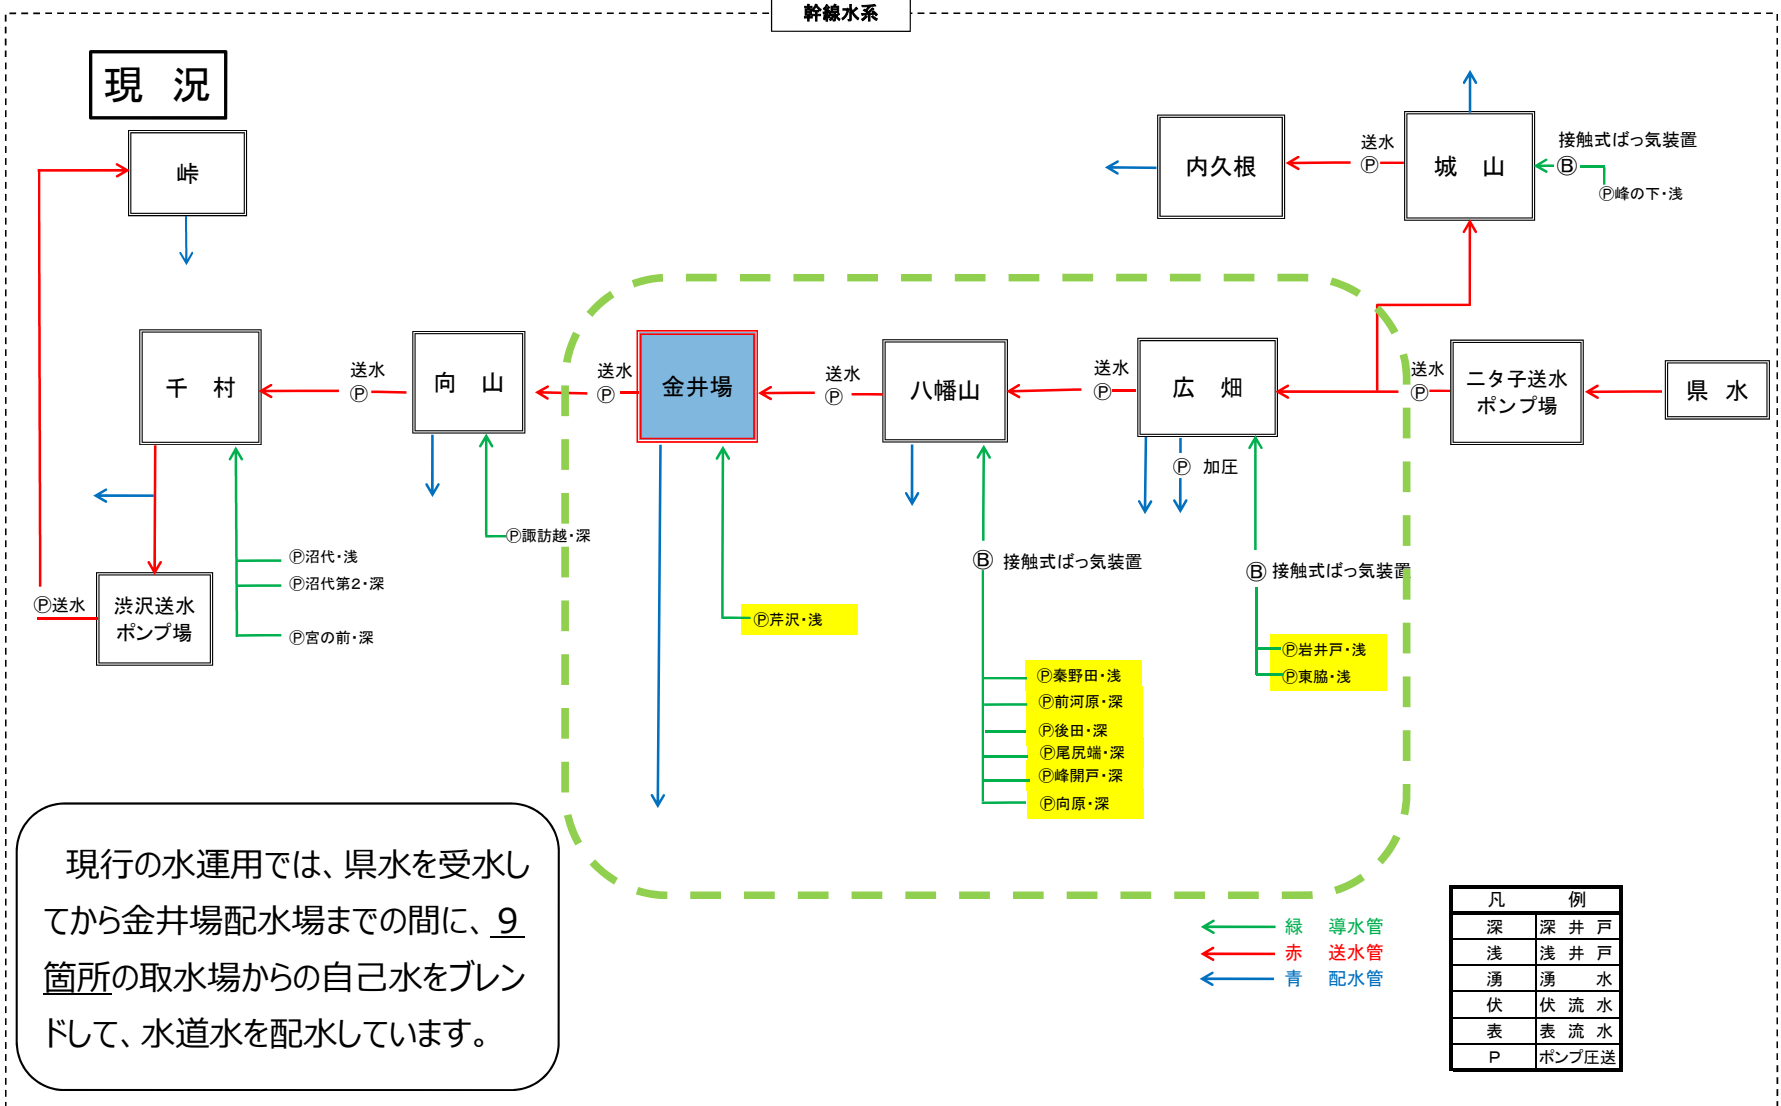 幹線水系
現　況
峠
内久根
送水
Ⓟ
城　山
接触式ばっ気装置
Ⓑ
Ⓟ峰の下・浅
千　村
送水
Ⓟ
向　山
送水
Ⓟ
金井場
送水
Ⓟ
八幡山
送水
Ⓟ
広　畑
送水
Ⓟ
二タ子送水
ポンプ場
県　水
Ⓟ　加圧
Ⓟ諏訪越・深
Ⓟ沼代・浅
Ⓟ沼代第2・深
Ⓟ宮の前・深
Ⓟ送水
渋沢送水
ポンプ場
Ⓑ　接触式ばっ気装置
Ⓑ 接触式ばっ気装置
Ⓟ芹沢・浅
Ⓟ岩井戸・浅
Ⓟ東脇・浅
Ⓟ秦野田・浅
Ⓟ前河原・深
Ⓟ後田・深
Ⓟ尾尻端・深
Ⓟ峰開戸・深
Ⓟ向原・深
現行の水運用では、県水を受水し
てから金井場配水場までの間に、9
箇所の取水場からの自己水をブレン
ドして、水道水を配水しています。
緑　導水管
赤　送水管
青　配水管
凡　例
深　深井戸
浅　浅井戸
湧　湧水
伏　伏流水
表　表流水
P　ポンプ圧送